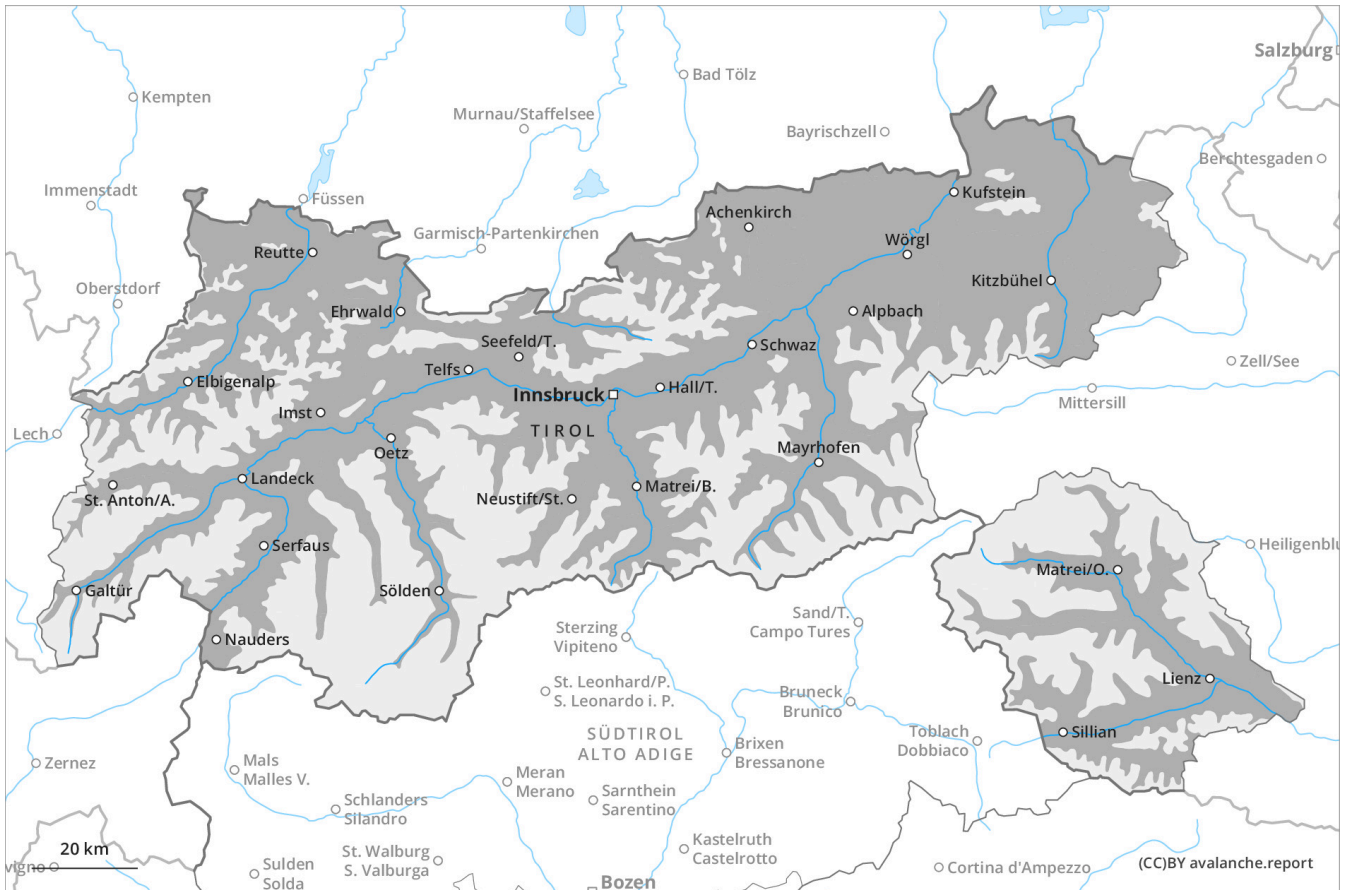 Salzburg
Bad Tölz
Kempten
Murnau/Staffelsee
Bayrischzell
Berchtesgaden
Immenstadt
Füssen
Kufstein
Achenkirch
Garmisch-Partenkirchen
Wörgl
Reutte
Kitzbühel
Oberstdorf
Ehrwald
Alpbach
Seefeld/T.
Schwaz
Zell/See
Telfs
Elbigenalp
Hall/T.
Innsbruck
Mittersill
Imst
TIROL
Lech
Oetz
Mayrhofen
Landeck
Matrei/B.
St. Anton/A.
Neustift/St.
Serfaus
Heiligenblu
Matrei/O.
Galtür
Sölden
Sand/T.
Campo Tures
Nauders
Sterzing
Vipiteno
Lienz
St. Leonhard/P.
S. Leonardo i. P.
Bruneck
Brunico
Sillian
SÜDTIROL
ALTO ADIGE
Toblach
Dobbiaco
Brixen
Bressanone
Zernez
Mals
Malles V.
Meran
Merano
Sarnthein
Sarentino
Schlanders
Silandro
Kastelruth
Castelrotto
20 km
St. Walburg
S. Valburga
vigno
Sulden
Solda
Cortina d'Ampezzo
(CC)BY avalanche.report
Bozen